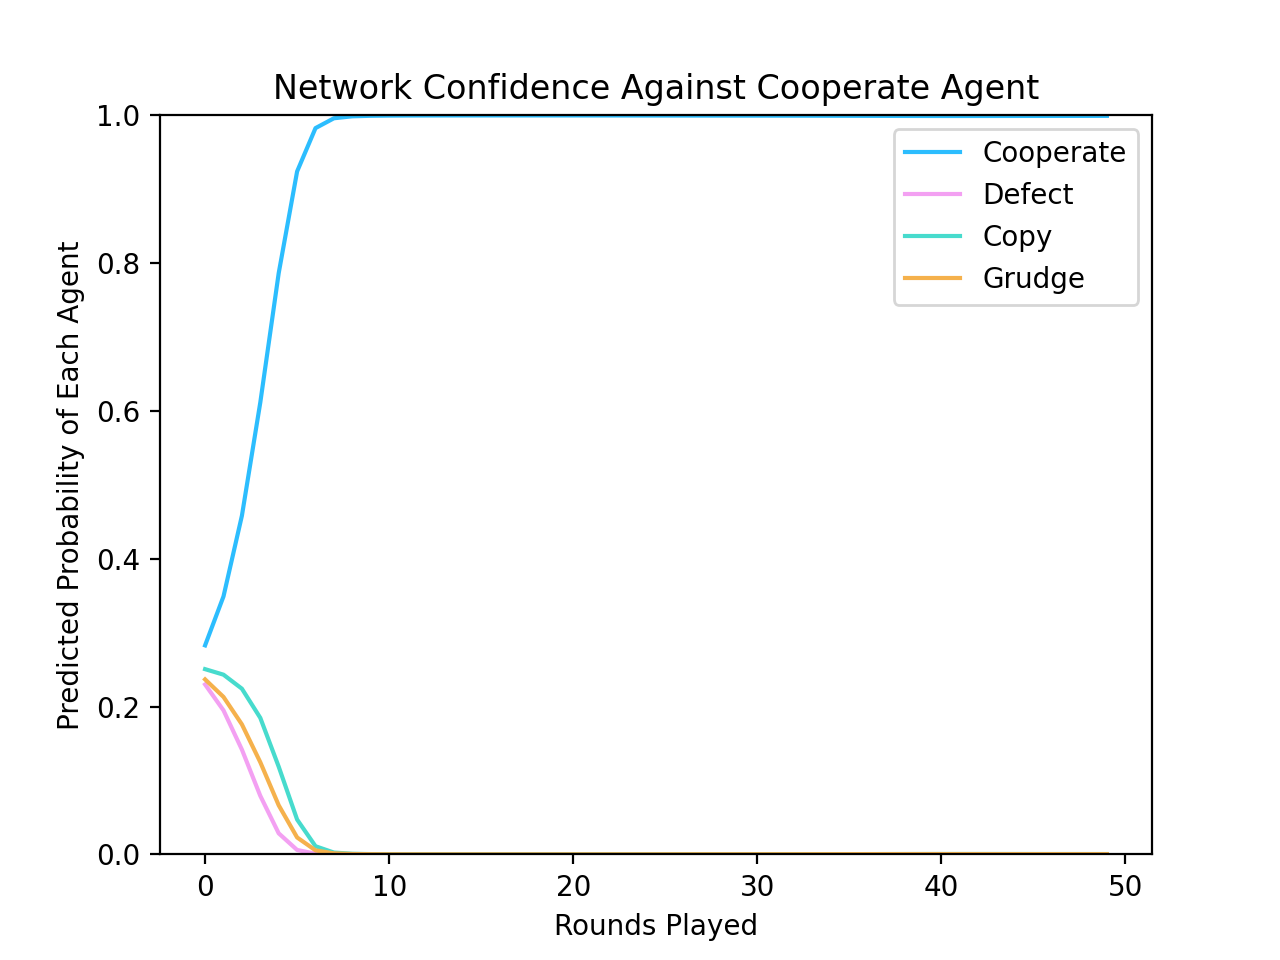 Network Confidence Against Cooperate Agent
1.0
0.8
0.6
0.4
0.2
0.0
Predicted Probability of Each Agent
Cooperate
Defect
Copy
Grudge
0 10 20 30 40 50
Rounds Played